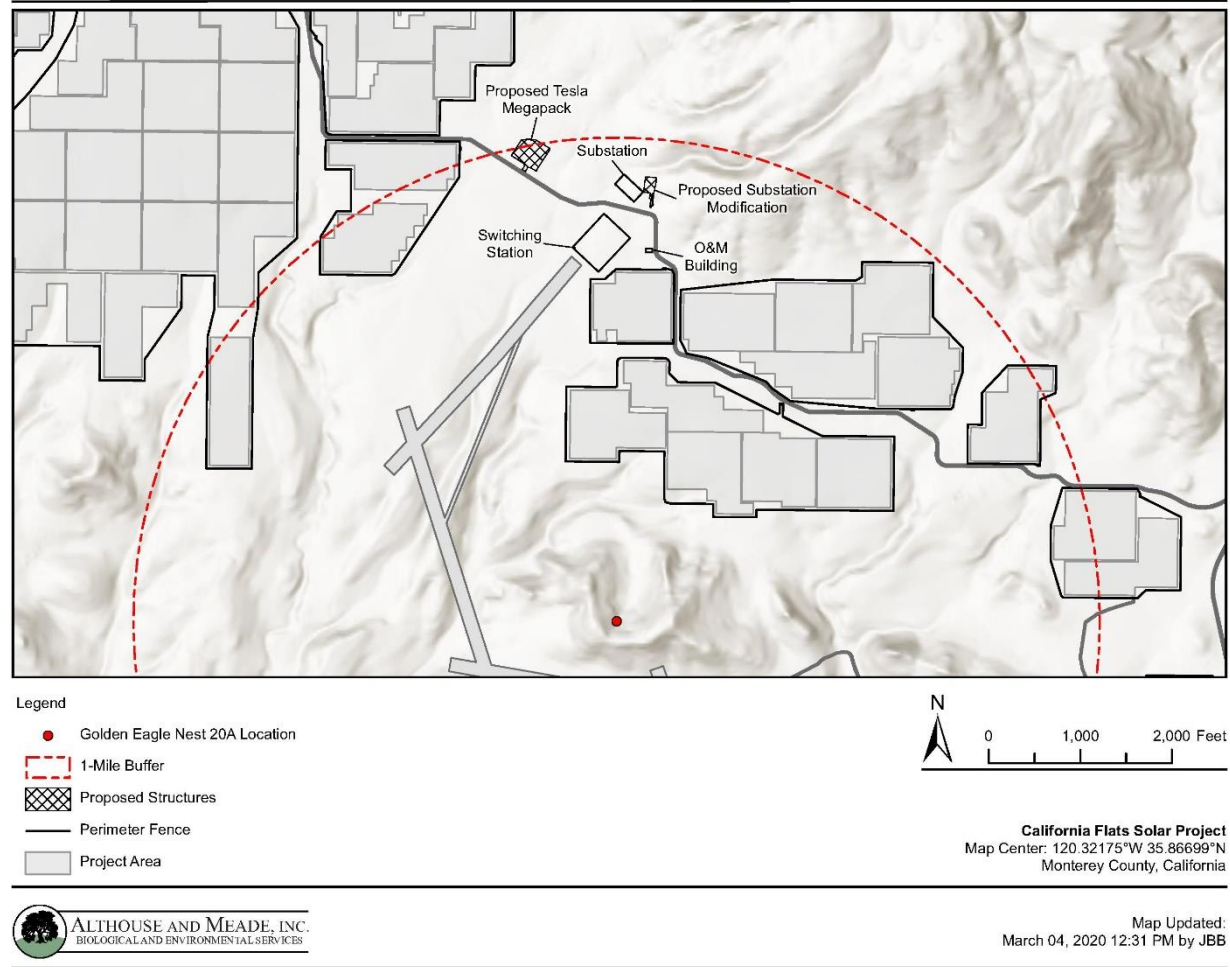 Proposed Tesla
Megapack
Substation
Proposed Substation
Modification
Switching
Station
O&M
Building
Legend
Golden Eagle Nest 20A Location
1-Mile Buffer
Proposed Structures
Perimeter Fence
Project Area
N
0 1,000 2,000 Feet
California Flats Solar Project
Map Center: 120.32175°W 35.86699°N
Monterey County, California
ALTHOUSE AND MEADE, INC.
BIOLOGICAL AND ENVIRONMENTAL SERVICES
Map Updated:
March 04, 2020 12:31 PM by JBB